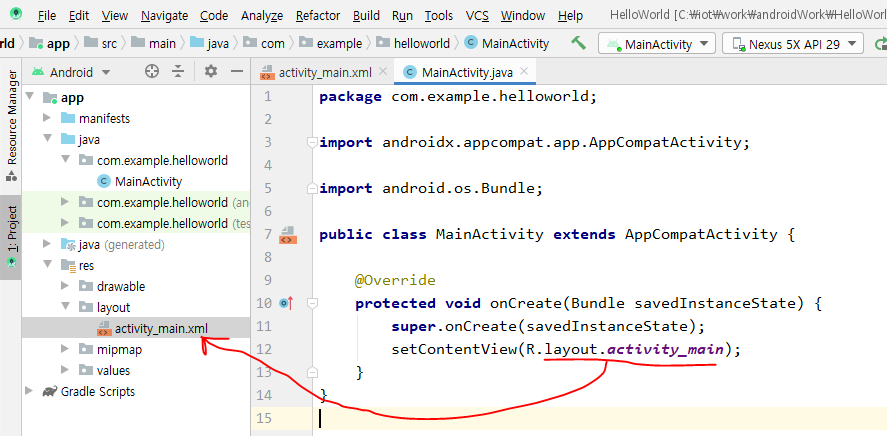 File Edit View Navigate Code Analyze Refactor Build Run Tools VCS Window Help HelloWorld [C:₩iot₩work₩androidWork₩HelloWorl
rld app src main java com example helloworld MainActivity MainActivity Nexus 5X API 29
Resource Manager
1: Project
Android
app
manifests
java
com.example.helloworld
MainActivity
com.example.helloworld (an
com.example.helloworld (tes
java (generated)
res
drawable
layout
activity_main.xml
mipmap
values
Gradle Scripts
activity_main.xml MainActivity.java
1 package com.example.helloworld;
2
3 import androidx.appcompat.app.AppCompatActivity;
4
5 import android.os.Bundle;
6
7 public class MainActivity extends AppCompatActivity {
8
9 @Override
10 protected void onCreate(Bundle savedInstanceState) {
11 super.onCreate(savedInstanceState);
12 setContentView(R.layout.activity_main);
13 }
14 }
15